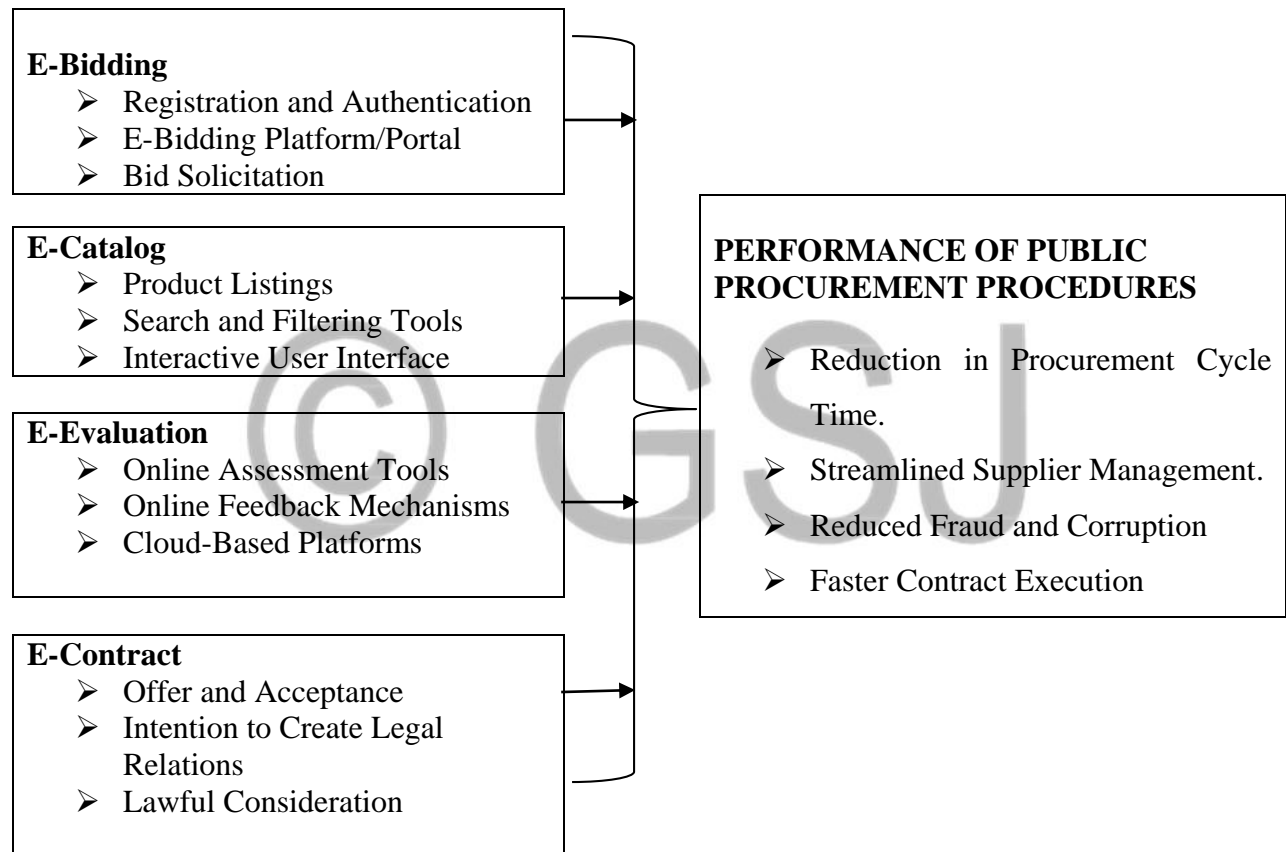 E-Bidding
➢ Registration and Authentication
➢ E-Bidding Platform/Portal
➢ Bid Solicitation
E-Catalog
➢ Product Listings
➢ Search and Filtering Tools
➢ Interactive User Interface
E-Evaluation
➢ Online Assessment Tools
➢ Online Feedback Mechanisms
➢ Cloud-Based Platforms
E-Contract
➢ Offer and Acceptance
➢ Intention to Create Legal
Relations
➢ Lawful Consideration
PERFORMANCE OF PUBLIC
PROCUREMENT PROCEDURES
➢ Reduction in Procurement Cycle
Time.
➢ Streamlined Supplier Management.
➢ Reduced Fraud and Corruption
➢ Faster Contract Execution
© GSJ